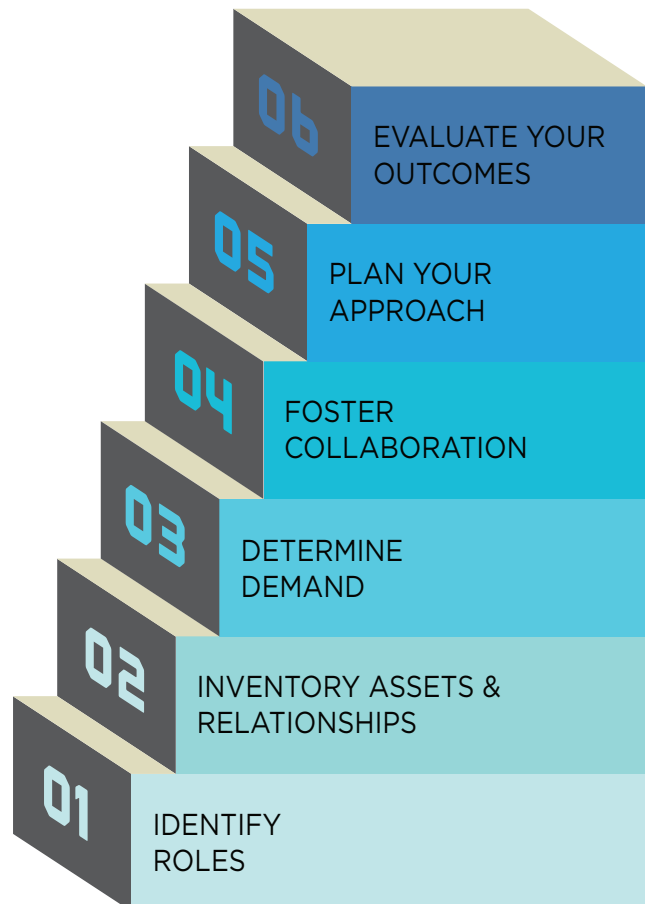 06
EVALUATE YOUR
OUTCOMES
05
PLAN YOUR
APPROACH
04
FOSTER
COLLABORATION
03
DETERMINE
DEMAND
02
INVENTORY ASSETS &
RELATIONSHIPS
01
IDENTIFY
ROLES